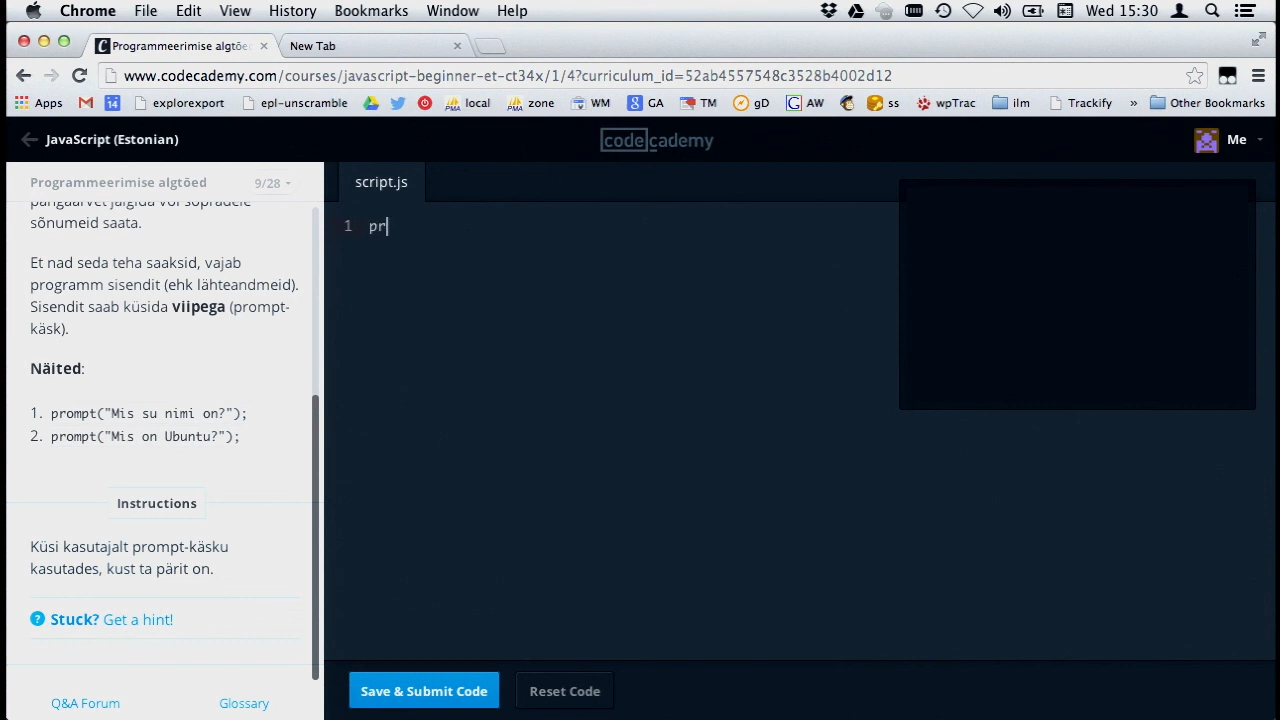 Chrome File Edit View History Bookmarks Window Help Wed 15:30
Programmeerimise algtõe New Tab
www.codecademy.com/courses/javascript-beginner-et-ct34x/1/4?curriculum_id=52ab4557548c3528b4002d12
Apps 14 explorexport epl-unscramble PMA local PMA zone WM GA TM gD AW ss wpTrac ilm Trackify » Other Bookmarks
JavaScript (Estonian) codecademy Me
Programmeerimise algtõed 9/28
script.js
sõnumeid saata.
Et nad seda teha saaksid, vajab
programm sisendit (ehk lähteandmeid).
Sisendit saab küsida viipega (prompt-
käsk).
Näited:
1. prompt("Mis su nimi on?");
2. prompt("Mis on Ubuntu?");
Instructions
Küsi kasutajalt prompt-käsku
kasutades, kust ta pärit on.
? Stuck? Get a hint!
Q&A Forum Glossary
1 pr
Save & Submit Code Reset Code